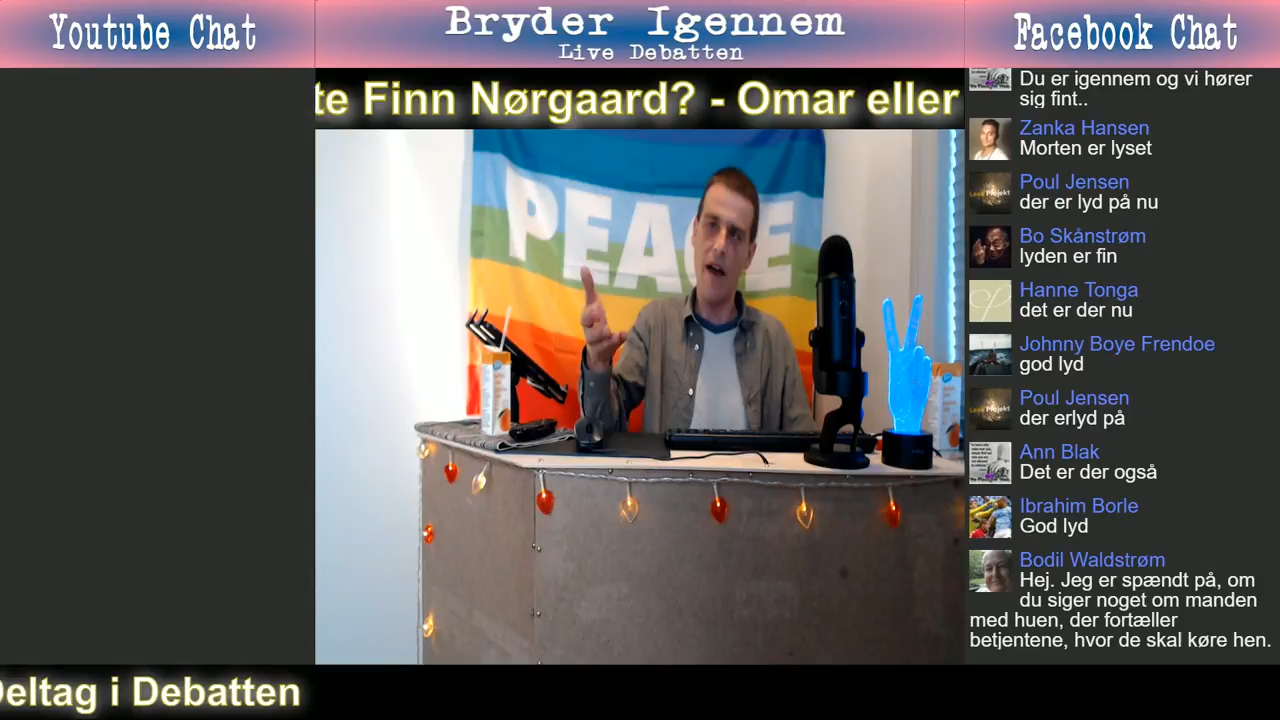 Youtube Chat
Bryder Igennem
Live Debatten
Facebook Chat
te Finn Nørgaard? - Omar eller
PEACE
Du er igennem og vi hører
sig fint..
Zanka Hansen
Morten er lyset
Poul Jensen
der er lyd på nu
Bo Skånstrøm
lyden er fin
Hanne Tonga
det er der nu
Johnny Boye Frendoe
god lyd
Poul Jensen
der erlyd på
Ann Blak
Det er der også
Ibrahim Borle
God lyd
Bodil Waldstrøm
Hej. Jeg er spændt på, om
du siger noget om manden
med huen, der fortæller
betjentene, hvor de skal køre hen.
Deltag i Debatten